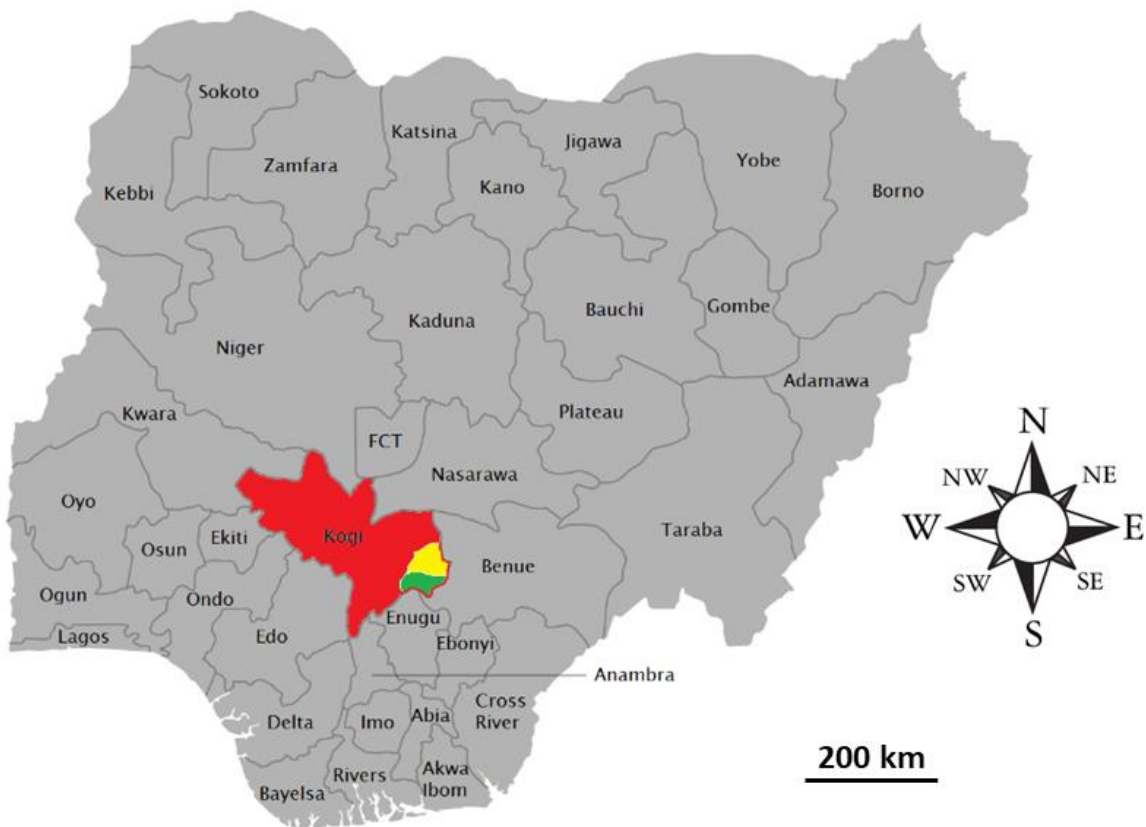 Sokoto
Katsina
Jigawa
Zamfara
Yobe
Kano
Kebbi
Borno
Bauchi
Gombe
Kaduna
Niger
Adamawa
Kwara
Plateau
FCT
N
Nasarawa
NW
NE
Oyo
W
E
Kogi
Taraba
Osun
Ekiti
Benue
SW
SE
Ogun
Ondo
S
Enugu
Lagos
Edo
Ebonyi
Anambra
Cross
River
Delta
Imo
Abia
200 km
Rivers
Akwa
Ibom
Bayelsa